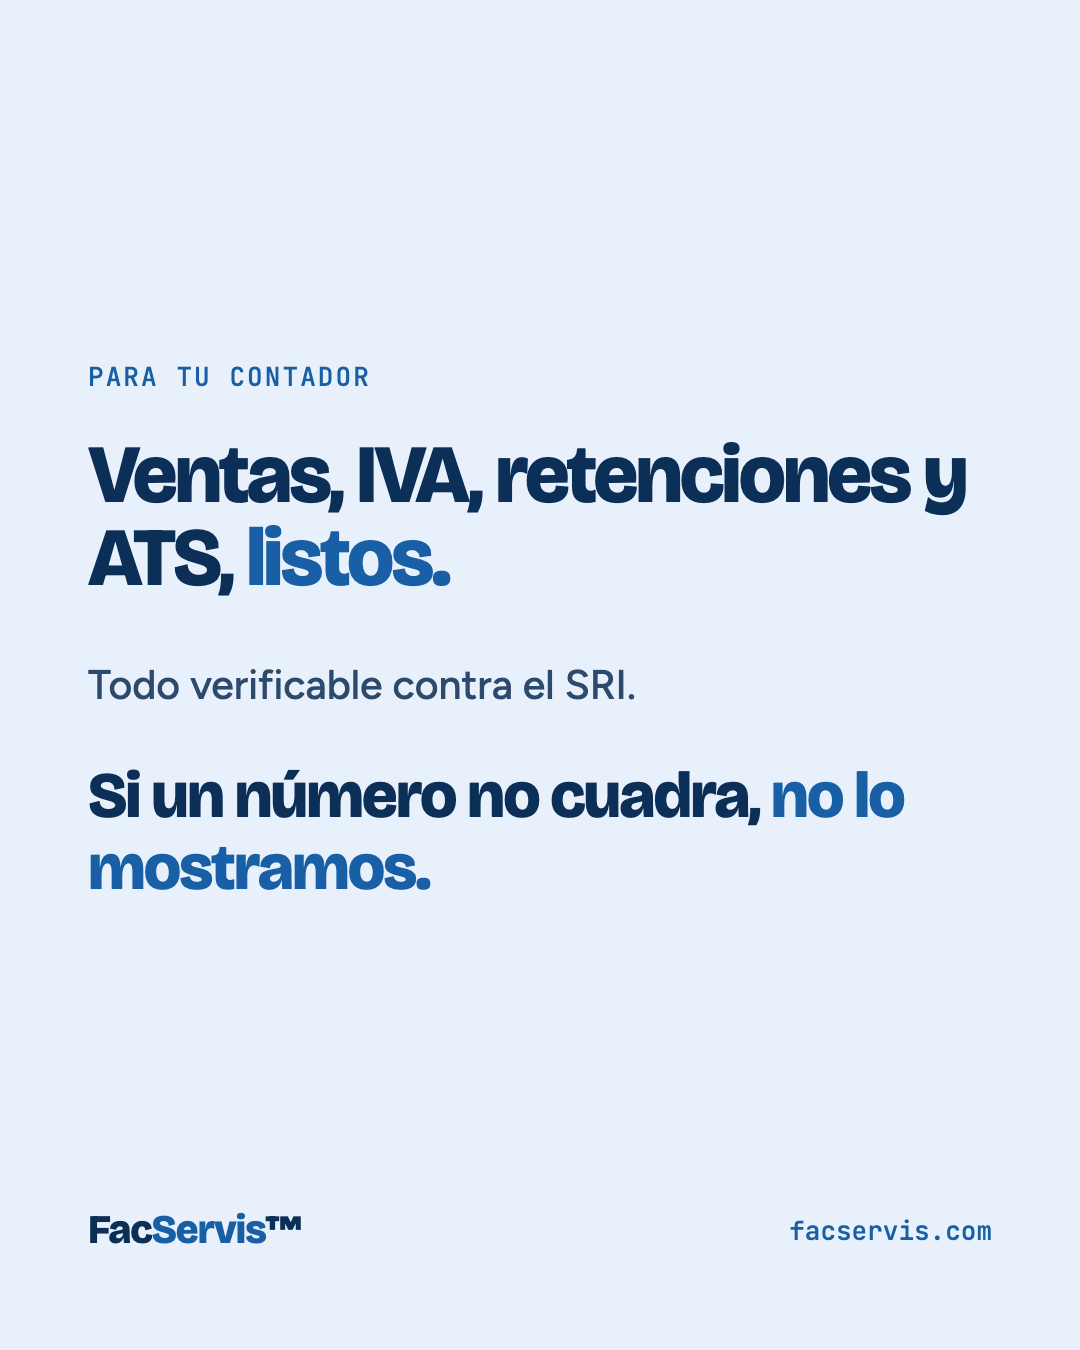 PARA TU CONTADOR
Ventas, IVA, retenciones y
ATS, listos.
Todo verificable contra el SRI.
Si un número no cuadra, no lo
mostramos.
FacServis™
facservis.com